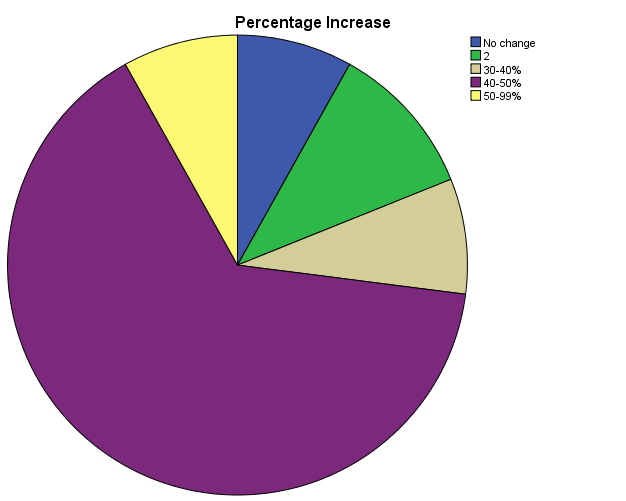 Percentage Increase
No change
2
30-40%
40-50%
50-99%